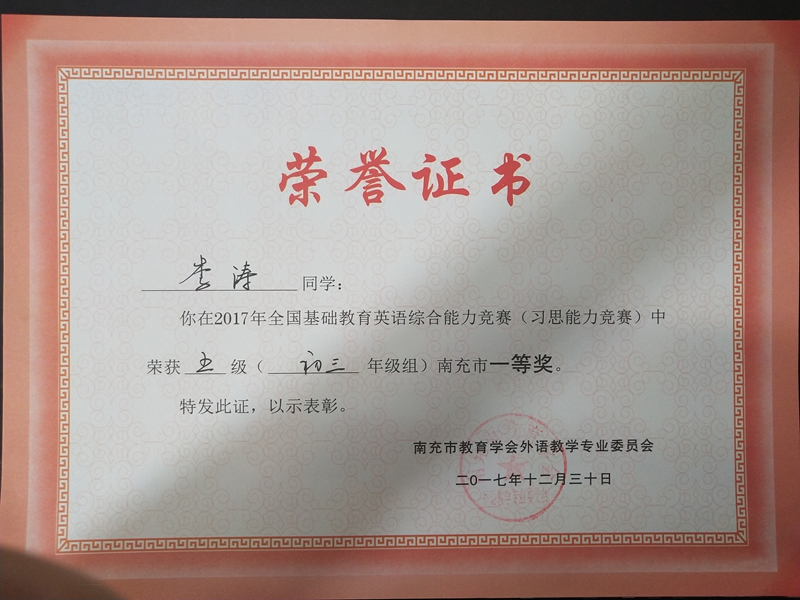 荣誉证书
李涛同学：
你在2017年全国基础教育英语综合能力竞赛（习思能力竞赛）中
荣获五级（初三年级组）南充市一等奖。
特发此证，以示表彰。
南充市教育学会外语教学专业委员会
二〇一七年十二月三十日